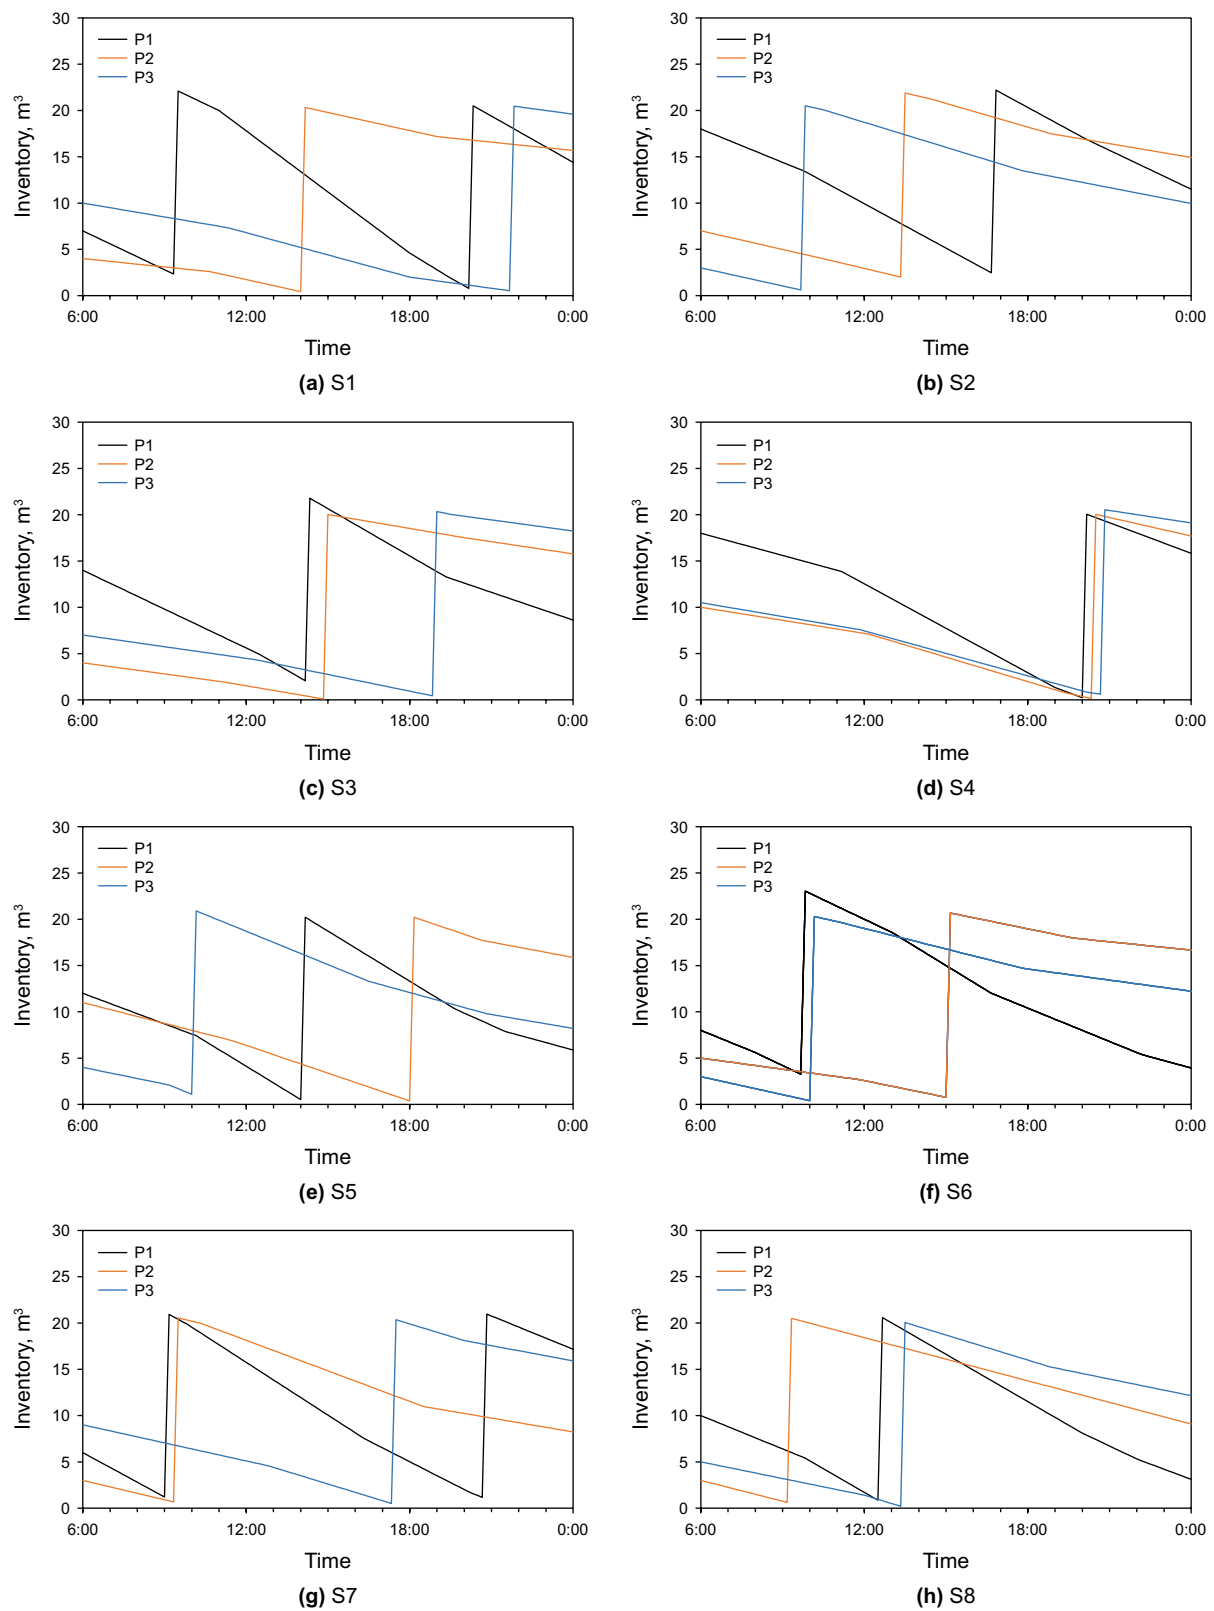 30
25
20
15
10
5
0
Inventory, m³
P1
P2
P3
6:00 12:00 18:00 0:00
Time
(a) S1
30
25
20
15
10
5
0
Inventory, m³
P1
P2
P3
6:00 12:00 18:00 0:00
Time
(b) S2
30
25
20
15
10
5
0
Inventory, m³
P1
P2
P3
6:00 12:00 18:00 0:00
Time
(c) S3
30
25
20
15
10
5
0
Inventory, m³
P1
P2
P3
6:00 12:00 18:00 0:00
Time
(d) S4
30
25
20
15
10
5
0
Inventory, m³
P1
P2
P3
6:00 12:00 18:00 0:00
Time
(e) S5
30
25
20
15
10
5
0
Inventory, m³
P1
P2
P3
6:00 12:00 18:00 0:00
Time
(f) S6
30
25
20
15
10
5
0
Inventory, m³
P1
P2
P3
6:00 12:00 18:00 0:00
Time
(g) S7
30
25
20
15
10
5
0
Inventory, m³
P1
P2
P3
6:00 12:00 18:00 0:00
Time
(h) S8